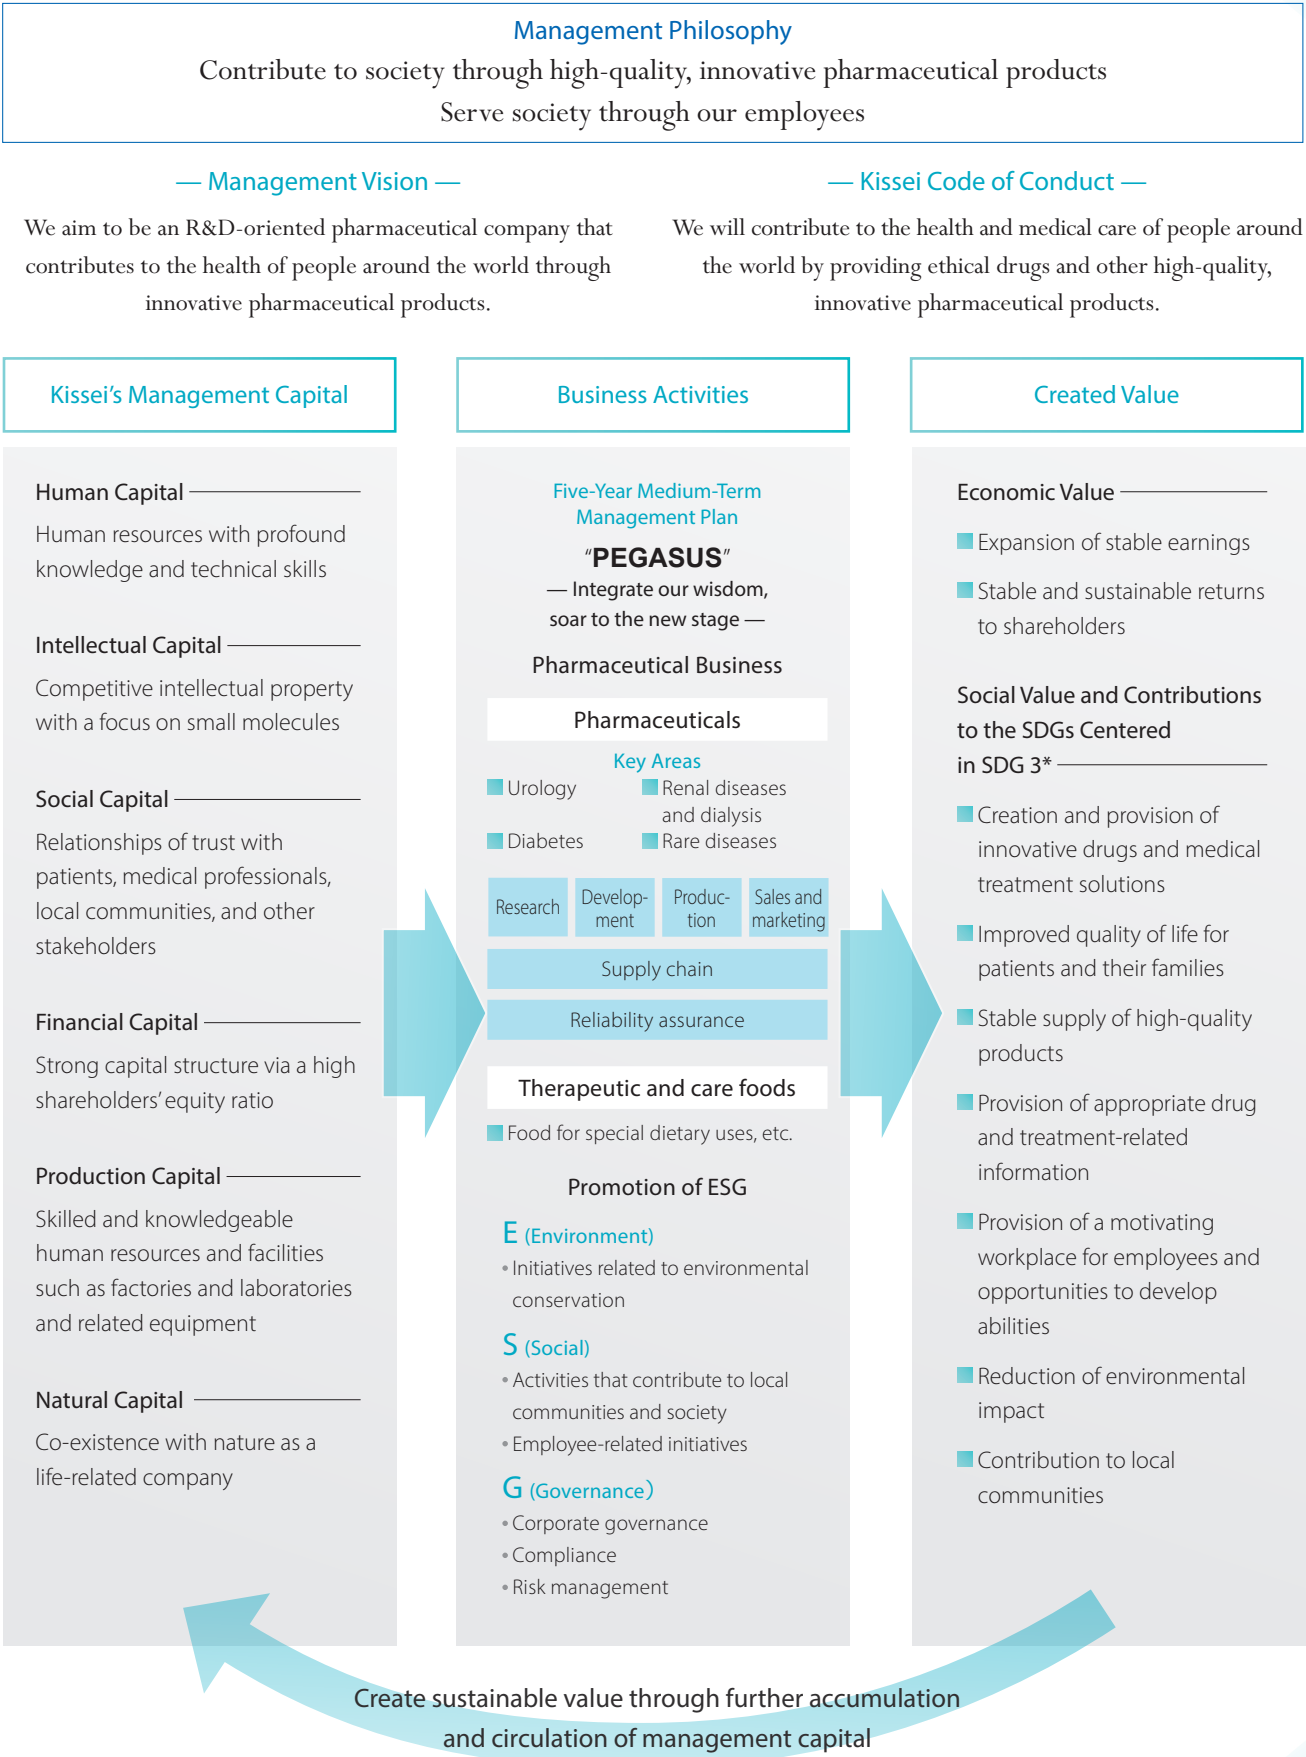 Management Philosophy
Contribute to society through high-quality, innovative pharmaceutical products
Serve society through our employees
— Management Vision —
We aim to be an R&D-oriented pharmaceutical company that
contributes to the health of people around the world through
innovative pharmaceutical products.
— Kissei Code of Conduct —
We will contribute to the health and medical care of people around
the world by providing ethical drugs and other high-quality,
innovative pharmaceutical products.
Kissei's Management Capital
Human Capital
Human resources with profound
knowledge and technical skills
Intellectual Capital
Competitive intellectual property
with a focus on small molecules
Social Capital
Relationships of trust with
patients, medical professionals,
local communities, and other
stakeholders
Financial Capital
Strong capital structure via a high
shareholders' equity ratio
Production Capital
Skilled and knowledgeable
human resources and facilities
such as factories and laboratories
and related equipment
Natural Capital
Co-existence with nature as a
life-related company
Business Activities
Five-Year Medium-Term
Management Plan
"PEGASUS"
— Integrate our wisdom,
soar to the new stage —
Pharmaceutical Business
Pharmaceuticals
Key Areas
Urology
Renal diseases
and dialysis
Diabetes
Rare diseases
Research
Develop-
ment
Produc-
tion
Sales and
marketing
Supply chain
Reliability assurance
Therapeutic and care foods
Food for special dietary uses, etc.
Promotion of ESG
E (Environment)
• Initiatives related to environmental
conservation
S (Social)
• Activities that contribute to local
communities and society
• Employee-related initiatives
G (Governance)
• Corporate governance
• Compliance
• Risk management
Created Value
Economic Value
Expansion of stable earnings
Stable and sustainable returns
to shareholders
Social Value and Contributions
to the SDGs Centered
in SDG 3*
Creation and provision of
innovative drugs and medical
treatment solutions
Improved quality of life for
patients and their families
Stable supply of high-quality
products
Provision of appropriate drug
and treatment-related
information
Provision of a motivating
workplace for employees and
opportunities to develop
abilities
Reduction of environmental
impact
Contribution to local
communities
Create sustainable value through further accumulation
and circulation of management capital